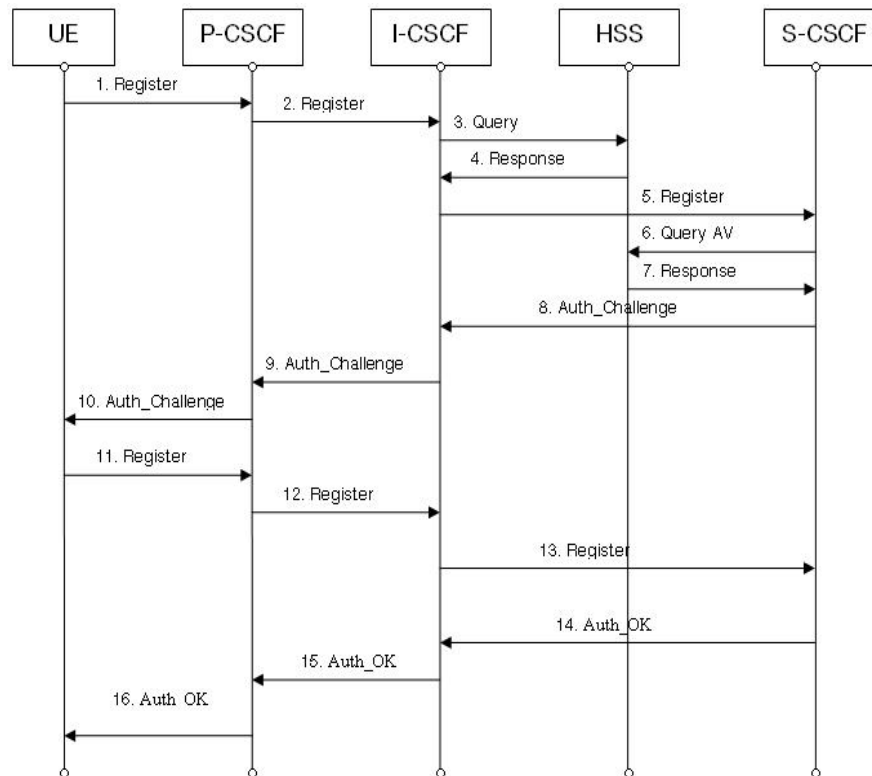 UE P-CSCF I-CSCF HSS S-CSCF
1. Register
2. Register
3. Query
4. Response
5. Register
6. Query AV
7. Response
8. Auth_Challenge
9. Auth_Challenge
10. Auth_Challenge
11. Register
12. Register
13. Register
14. Auth_OK
15. Auth_OK
16. Auth OK